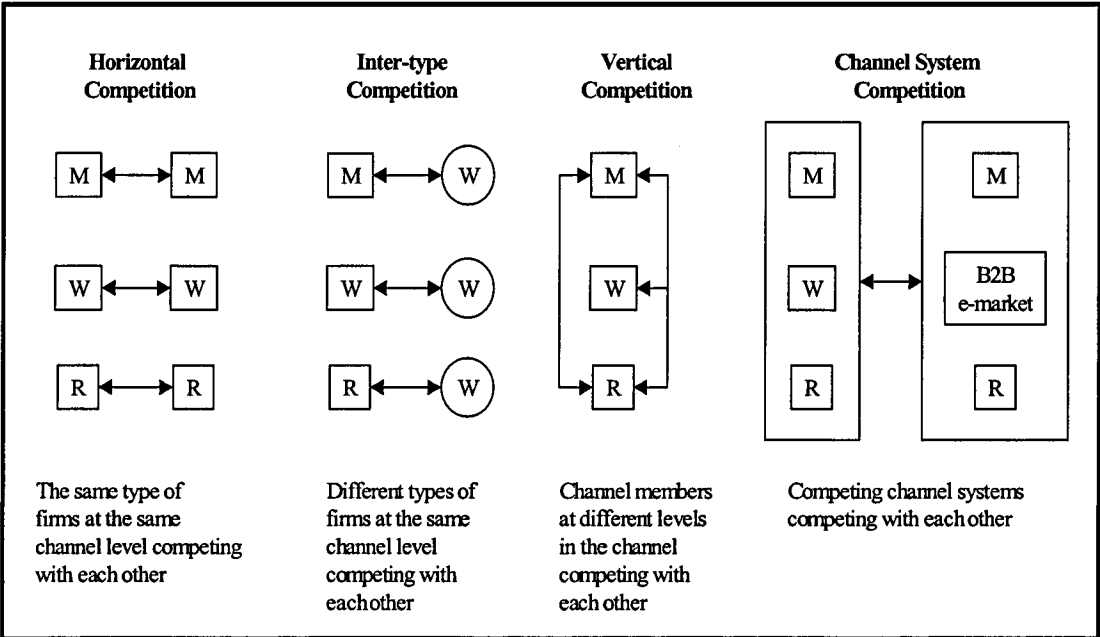 Horizontal
Competition
M
M
W
W
R
R
The same type of
firms at the same
channel level competing
with each other
Inter-type
Competition
M
W
W
W
R
W
Different types of
firms at the same
channel level
competing with
each other
Vertical
Competition
M
W
R
Channel members
at different levels
in the channel
competing with
each other
Channel System
Competition
M
W
R
M
B2B
e-market
R
Competing channel systems
competing with each other